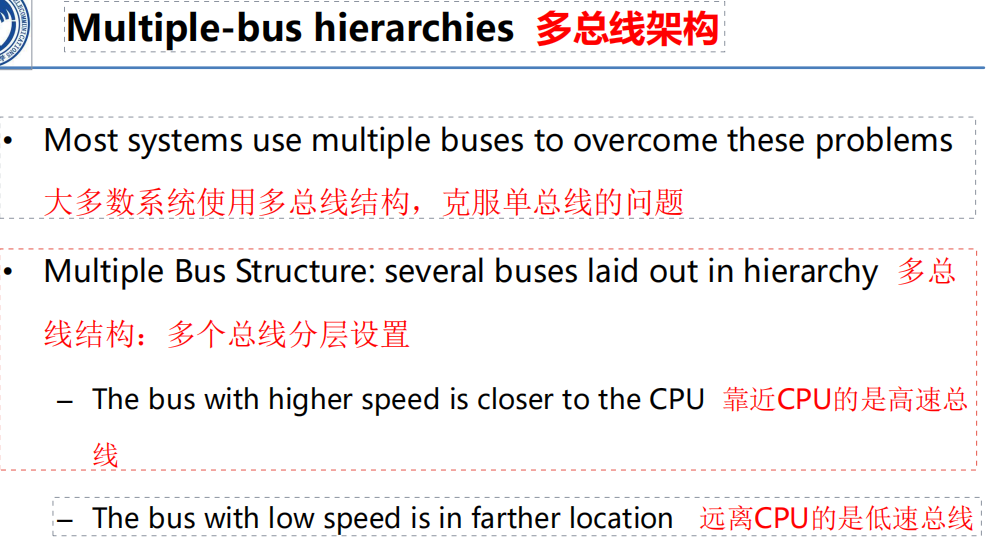 Multiple-bus hierarchies 多总线架构
• Most systems use multiple buses to overcome these problems
大多数系统使用多总线结构，克服单总线的问题
• Multiple Bus Structure: several buses laid out in hierarchy 多总
线结构：多个总线分层设置
– The bus with higher speed is closer to the CPU 靠近CPU的是高速总
线
– The bus with low speed is in farther location 远离CPU的是低速总线